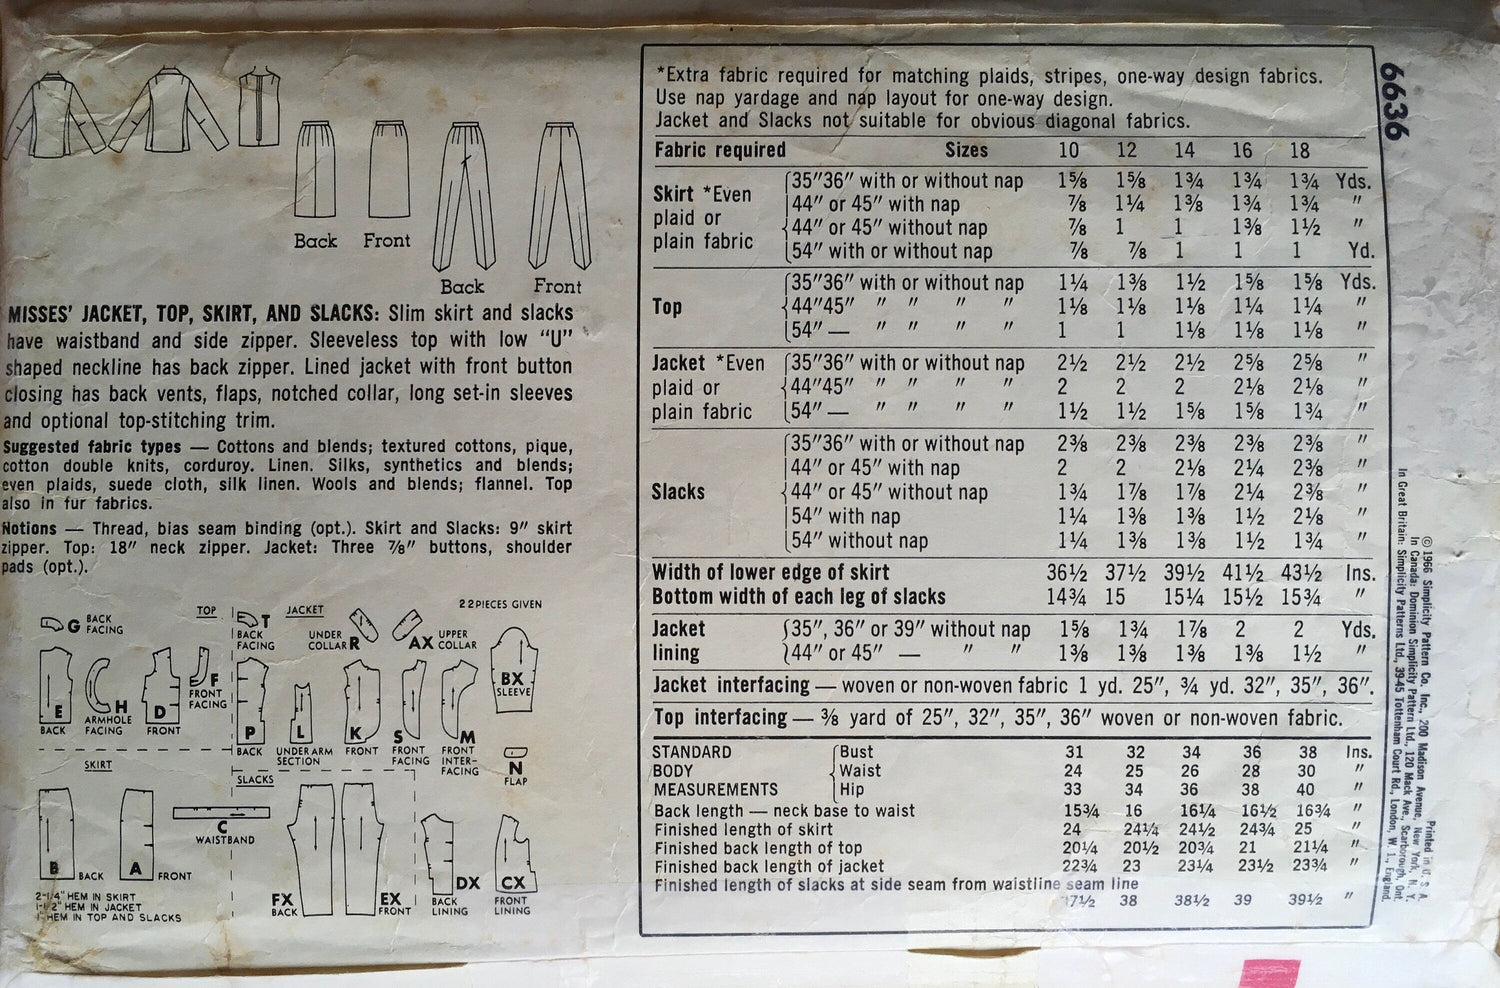 Back Front
Back Front
MISSES' JACKET, TOP, SKIRT, AND SLACKS: Slim skirt and slacks
have waistband and side zipper. Sleeveless top with low "U"
shaped neckline has back zipper. Lined jacket with front button
closing has back vents, flaps, notched collar, long set-in sleeves
and optional top-stitching trim.
Suggested fabric types — Cottons and blends; textured cottons, pique,
cotton double knits, corduroy. Linen. Silks, synthetics and blends;
even plaids, suede cloth, silk linen. Wools and blends; flannel. Top
also in fur fabrics.
Notions — Thread, bias seam binding (opt.). Skirt and Slacks: 9" skirt
zipper. Top: 18" neck zipper. Jacket: Three 7/8" buttons, shoulder
pads (opt.).
TOP
G BACK FACING
E BACK
H ARMHOLE FACING
D FRONT
F FRONT FACING
JACKET
22 PIECES GIVEN
T BACK FACING
UNDER COLLAR R
AX UPPER COLLAR
BX SLEEVE
P BACK
L UNDERARM SECTION
K FRONT
S FRONT FACING
M FRONT INTER-FACING
N FLAP
SKIRT
B BACK
A FRONT
C WAISTBAND
SLACKS
FX BACK
EX FRONT
DX BACK LINING
CX FRONT LINING
2-1/4" HEM IN SKIRT
1-1/2" HEM IN JACKET
1" HEM IN TOP AND SLACKS
*Extra fabric required for matching plaids, stripes, one-way design fabrics.
Use nap yardage and nap layout for one-way design.
Jacket and Slacks not suitable for obvious diagonal fabrics.
Fabric required Sizes 10 12 14 16 18
Skirt *Even plaid or plain fabric
35"36" with or without nap 1⅝ 1⅝ 1¾ 1¾ 1¾ Yds.
44" or 45" with nap ⅞ 1¼ 1⅜ 1¾ 1¾ "
44" or 45" without nap ⅞ 1 1 1⅜ 1½ "
54" with or without nap ⅞ ⅞ 1 1 1 Yd.
Top
35"36" with or without nap 1¼ 1⅜ 1½ 1⅝ 1⅝ Yds.
44"45" " " " " 1⅛ 1⅛ 1⅛ 1¼ 1¼ "
54" — " " " " 1 1 1⅛ 1⅛ 1⅛ "
Jacket *Even plaid or plain fabric
35"36" with or without nap 2½ 2½ 2½ 2⅝ 2⅝ "
44"45" " " " " 2 2 2 2⅛ 2⅛ "
54" — " " " " 1½ 1½ 1⅝ 1⅝ 1¾ "
Slacks
35"36" with or without nap 2⅜ 2⅜ 2⅜ 2⅜ 2⅜ "
44" or 45" with nap 2 2 2⅛ 2¼ 2⅜ "
44" or 45" without nap 1¾ 1⅞ 1⅞ 2¼ 2⅜ "
54" with nap 1¼ 1⅜ 1⅜ 1½ 2⅛ "
54" without nap 1¼ 1⅜ 1⅜ 1½ 1¾ "
Width of lower edge of skirt 36½ 37½ 39½ 41½ 43½ Ins.
Bottom width of each leg of slacks 14¾ 15 15¼ 15½ 15¾ "
Jacket lining
35", 36" or 39" without nap 1⅝ 1¾ 1⅞ 2 2 Yds.
44" or 45" — " " 1⅜ 1⅜ 1⅜ 1⅜ 1½ "
Jacket interfacing — woven or non-woven fabric 1 yd. 25", ¾ yd. 32", 35", 36".
Top interfacing — ⅜ yard of 25", 32", 35", 36" woven or non-woven fabric.
STANDARD BODY MEASUREMENTS
Bust 31 32 34 36 38 Ins.
Waist 24 25 26 28 30 "
Hip 33 34 36 38 40 "
Back length — neck base to waist 15¾ 16 16¼ 16½ 16¾ "
Finished length of skirt 24 24¼ 24½ 24¾ 25 "
Finished back length of top 20¼ 20½ 20¾ 21 21¼ "
Finished back length of jacket 22¾ 23 23¼ 23½ 23¾ "
Finished length of slacks at side seam from waistline seam line
37½ 38 38½ 39 39½ "
6636
© 1966 Simplicity Pattern Co. Inc., 200 Madison Avenue, New York, N. Y. Printed in U. S. A.
In Canada: Dominion Simplicity Pattern Ltd., 120 Mack Ave., Scarborough, Ont.
In Great Britain: Simplicity Patterns Ltd., 39-45 Tottenham Court Rd., London, W. 1., England.